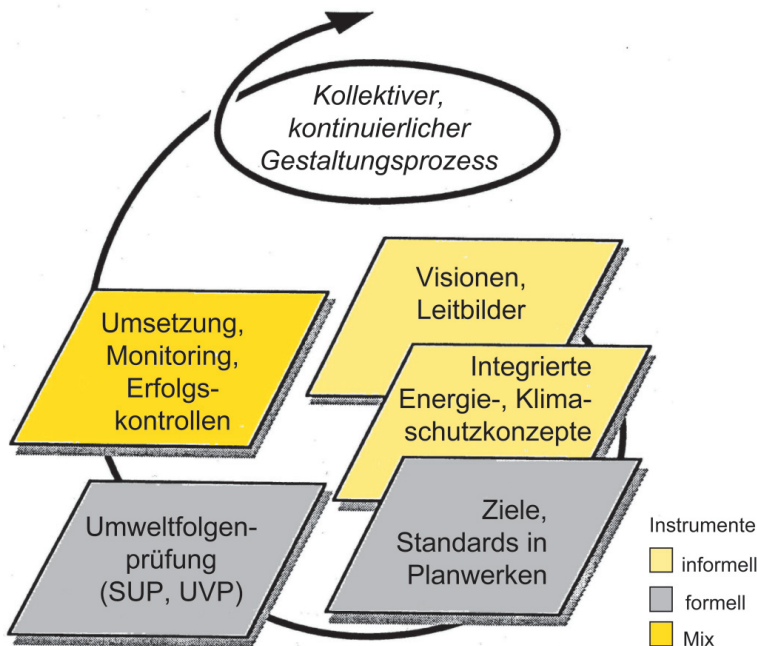 Kollektiver,
kontinuierlicher
Gestaltungsprozess
Visionen,
Leitbilder
Integrierte
Energie-, Klima-
schutzkonzepte
Ziele,
Standards in
Planwerken
Umweltfolgen-
prüfung
(SUP, UVP)
Umsetzung,
Monitoring,
Erfolgs-
kontrollen
Instrumente
informell
formell
Mix